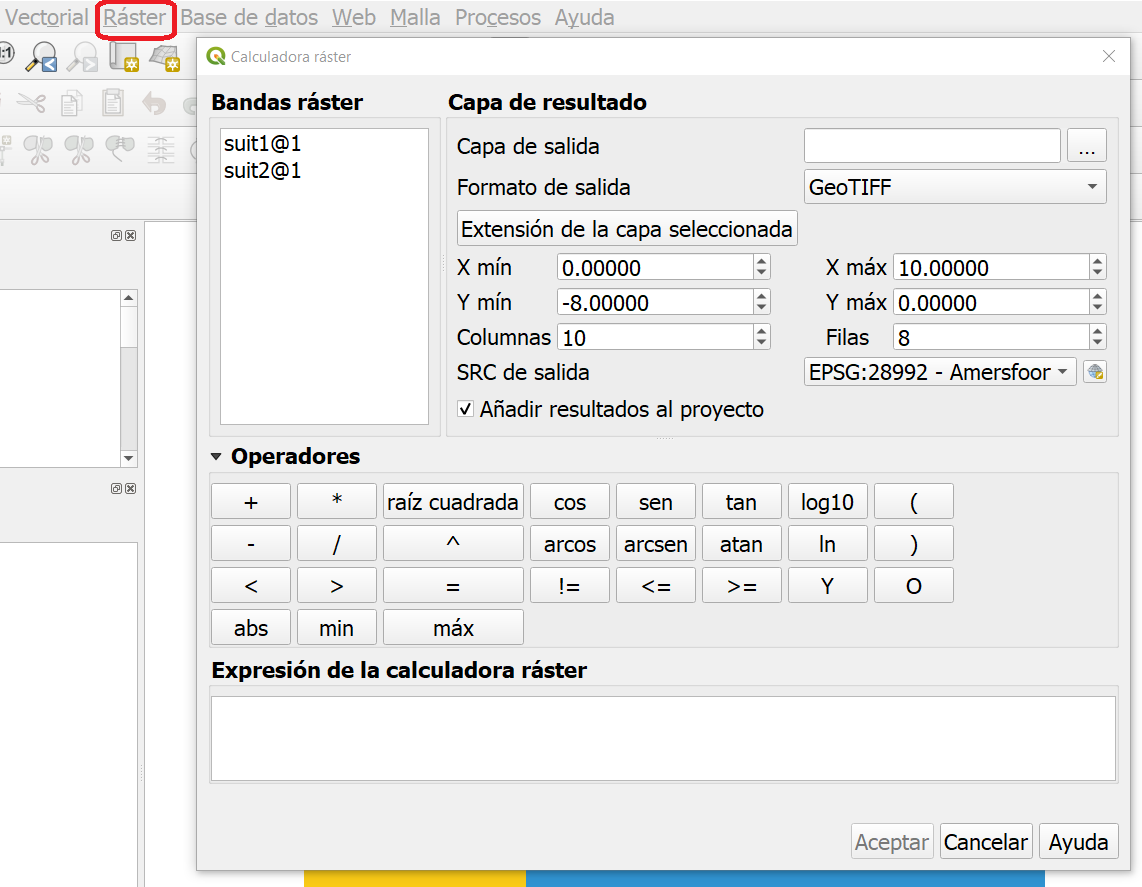 Vectorial Ráster Base de datos Web Malla Procesos Ayuda
Calculadora ráster
Bandas ráster
suit1@1
suit2@1
Capa de resultado
Capa de salida
...
Formato de salida GeoTIFF
Extensión de la capa seleccionada
X mín 0.00000 X máx 10.00000
Y mín -8.00000 Y máx 0.00000
Columnas 10 Filas 8
SRC de salida EPSG:28992 - Amersfoor
Añadir resultados al proyecto
Operadores
+ * raíz cuadrada cos sen tan log10 (
- / ^ arcos arcsen atan ln )
< > = != <= >= Y O
abs min máx
Expresión de la calculadora ráster
Aceptar Cancelar Ayuda